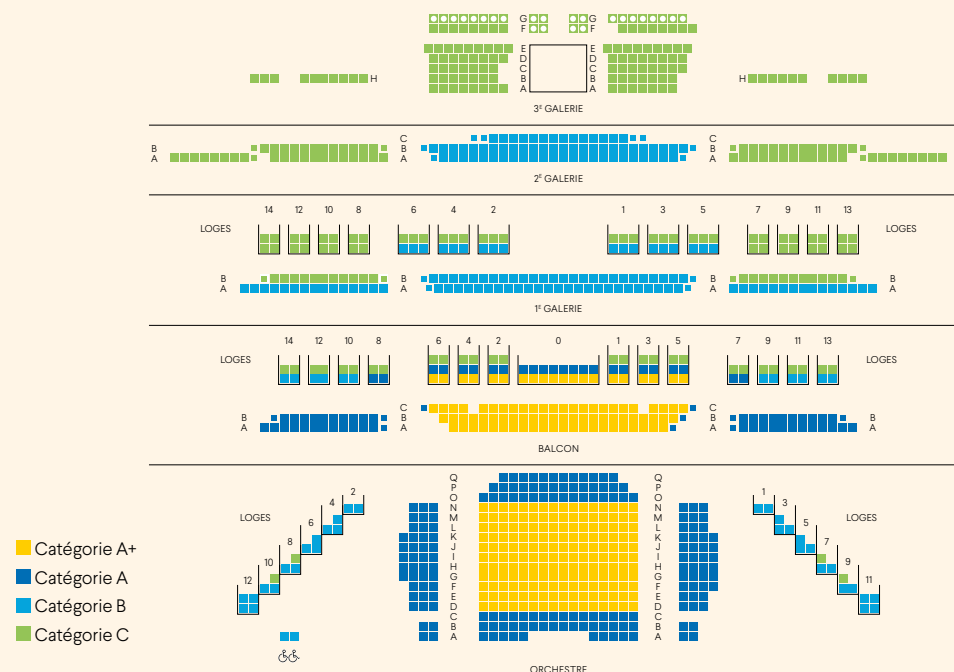 G G
F F
E E
D D
C C
H B B H
A A
3E GALERIE
C C
B B B
A A A
2E GALERIE
14 12 10 8 6 4 2 1 3 5 7 9 11 13
LOGES LOGES
B B B B
A A A A
1E GALERIE
14 12 10 8 6 4 2 0 1 3 5 7 9 11 13
LOGES LOGES
C C
B B B B
A A A A
BALCON
Q Q
P P
2 O O 1
4 N N 3
LOGES M M LOGES
6 L L 5
K K
8 J J 7
I I
10 H H 9
12 G G 11
F F
E E
D D
C C
B B
A A
Catégorie A+
Catégorie A
Catégorie B
Catégorie C
ORCHESTRE